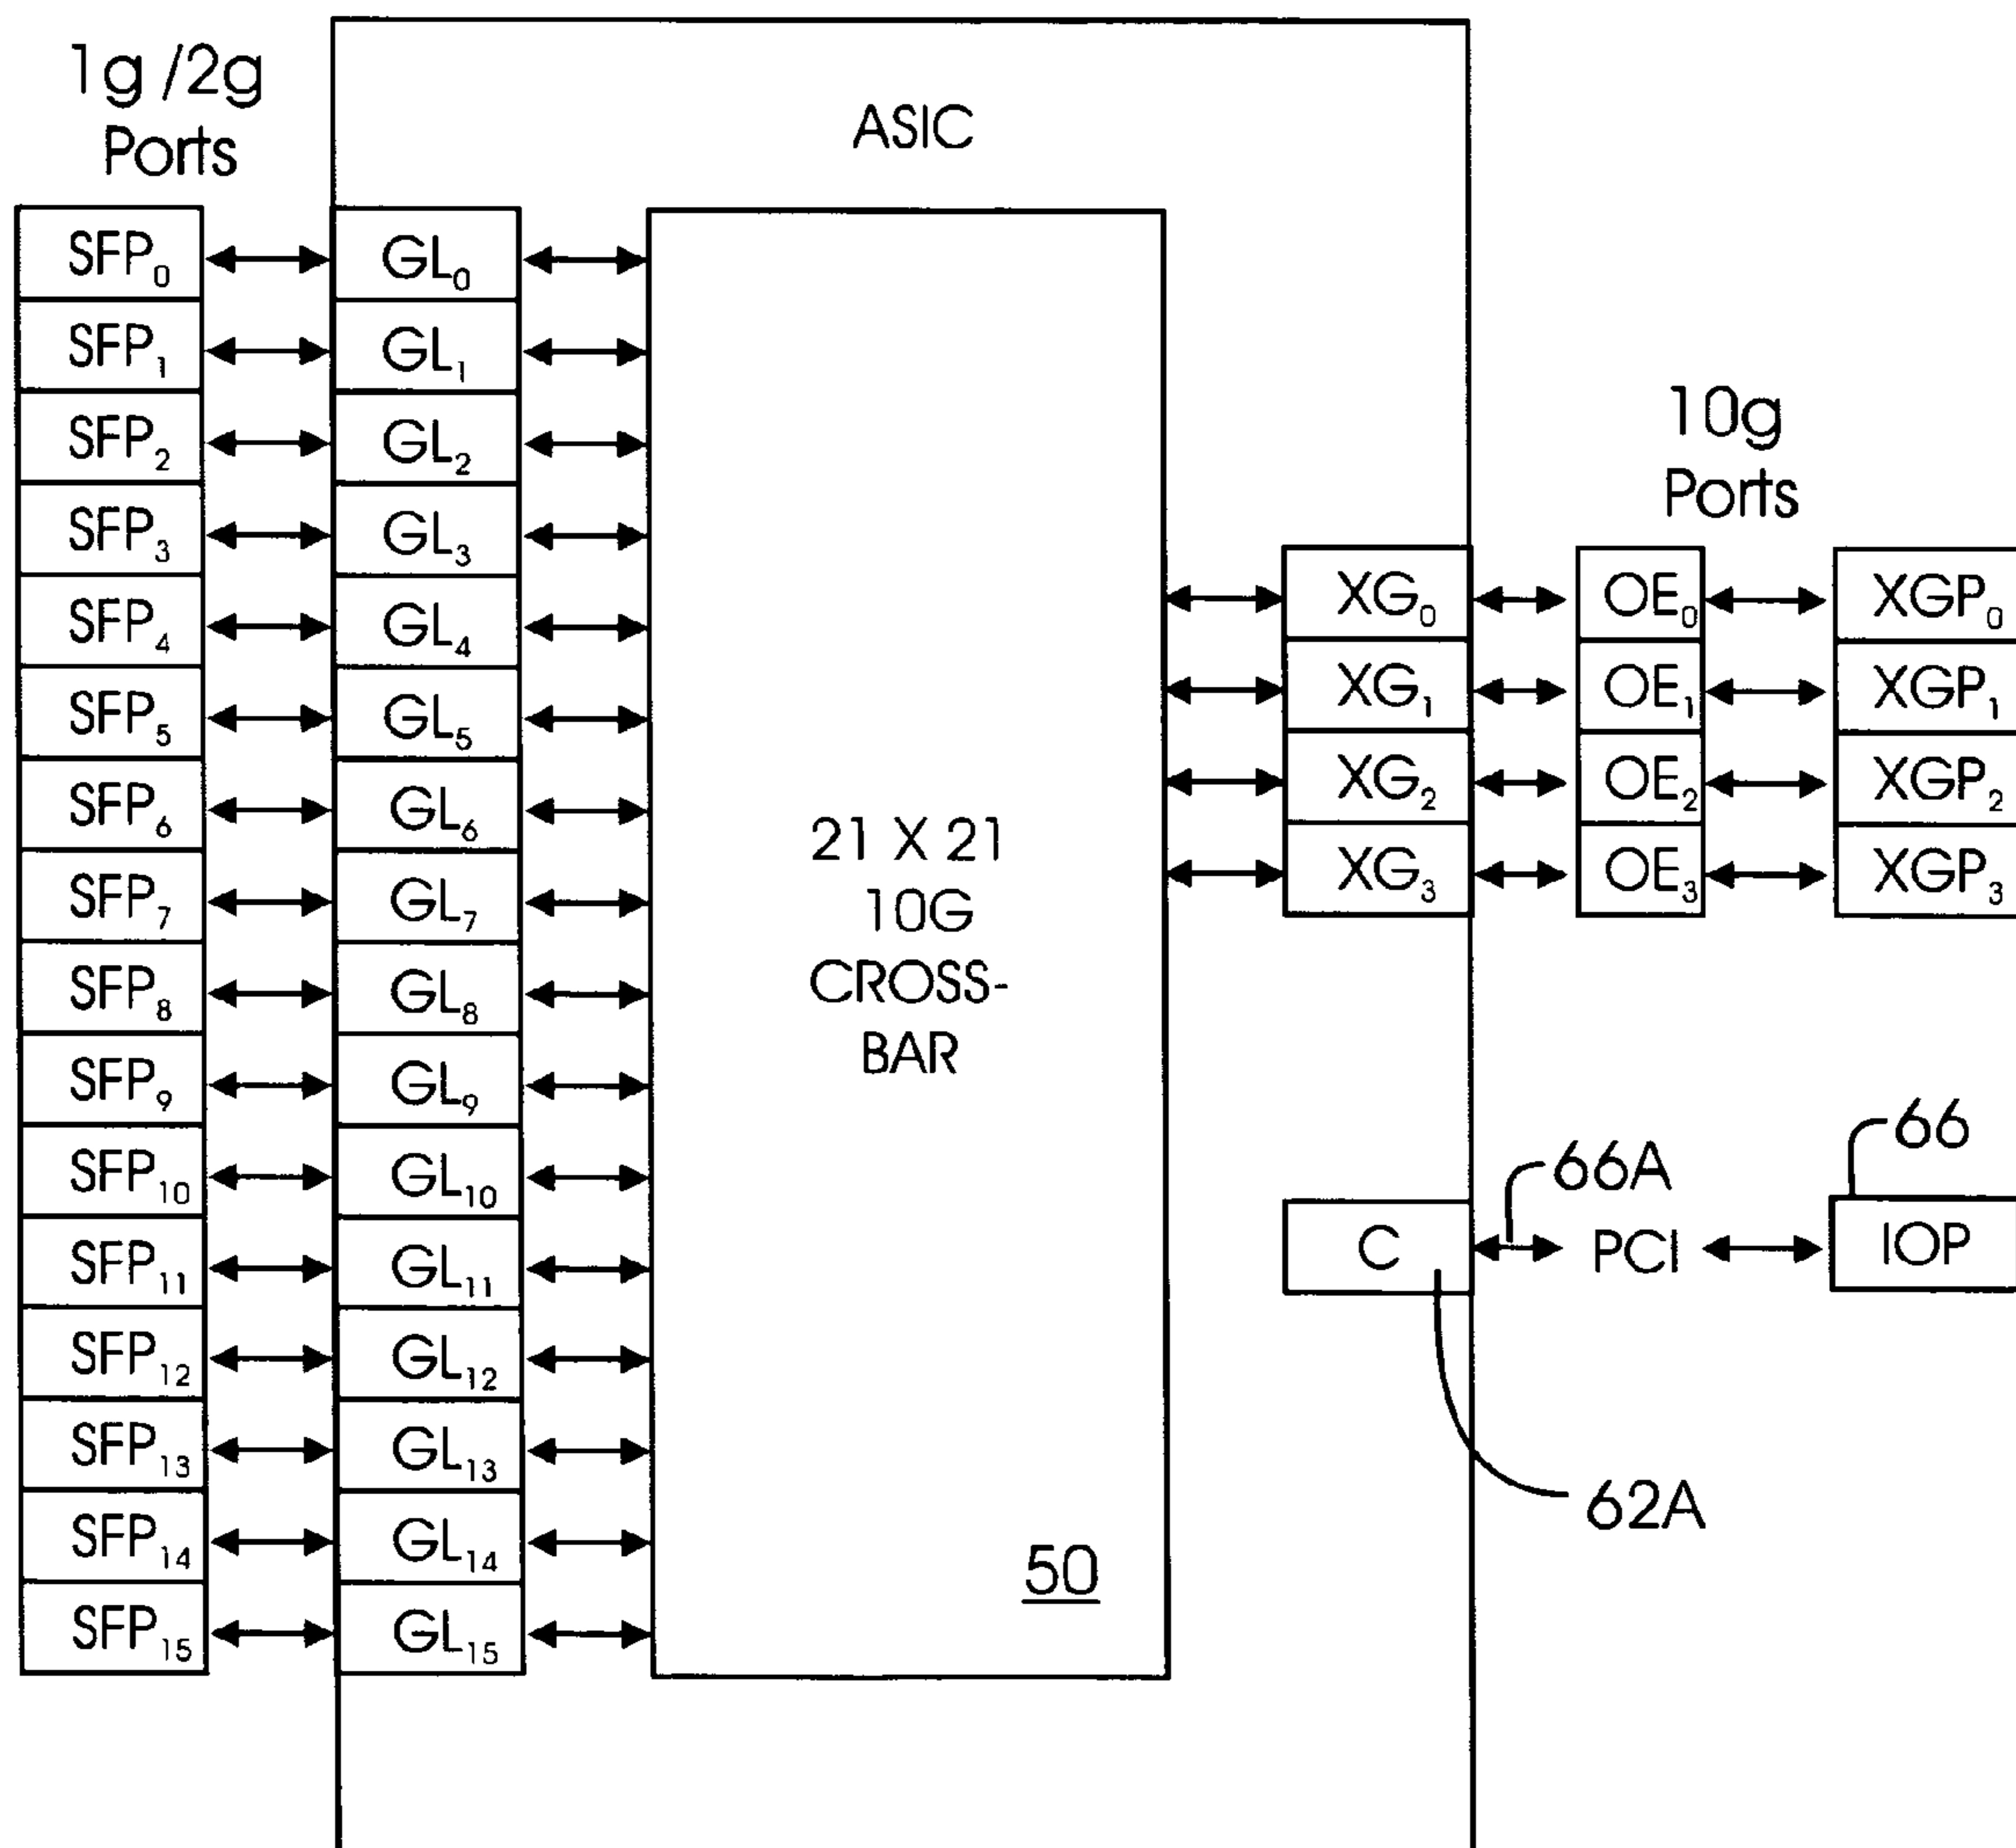 1g /2g
Ports
ASIC
SFP0 GL0
SFP1 GL1
SFP2 GL2
SFP3 GL3
SFP4 GL4
SFP5 GL5
SFP6 GL6
SFP7 GL7
SFP8 GL8
SFP9 GL9
SFP10 GL10
SFP11 GL11
SFP12 GL12
SFP13 GL13
SFP14 GL14
SFP15 GL15
21 X 21
10G
CROSS-
BAR
50
10g
Ports
XG0 OE0 XGP0
XG1 OE1 XGP1
XG2 OE2 XGP2
XG3 OE3 XGP3
66
66A
C PCI IOP
62A